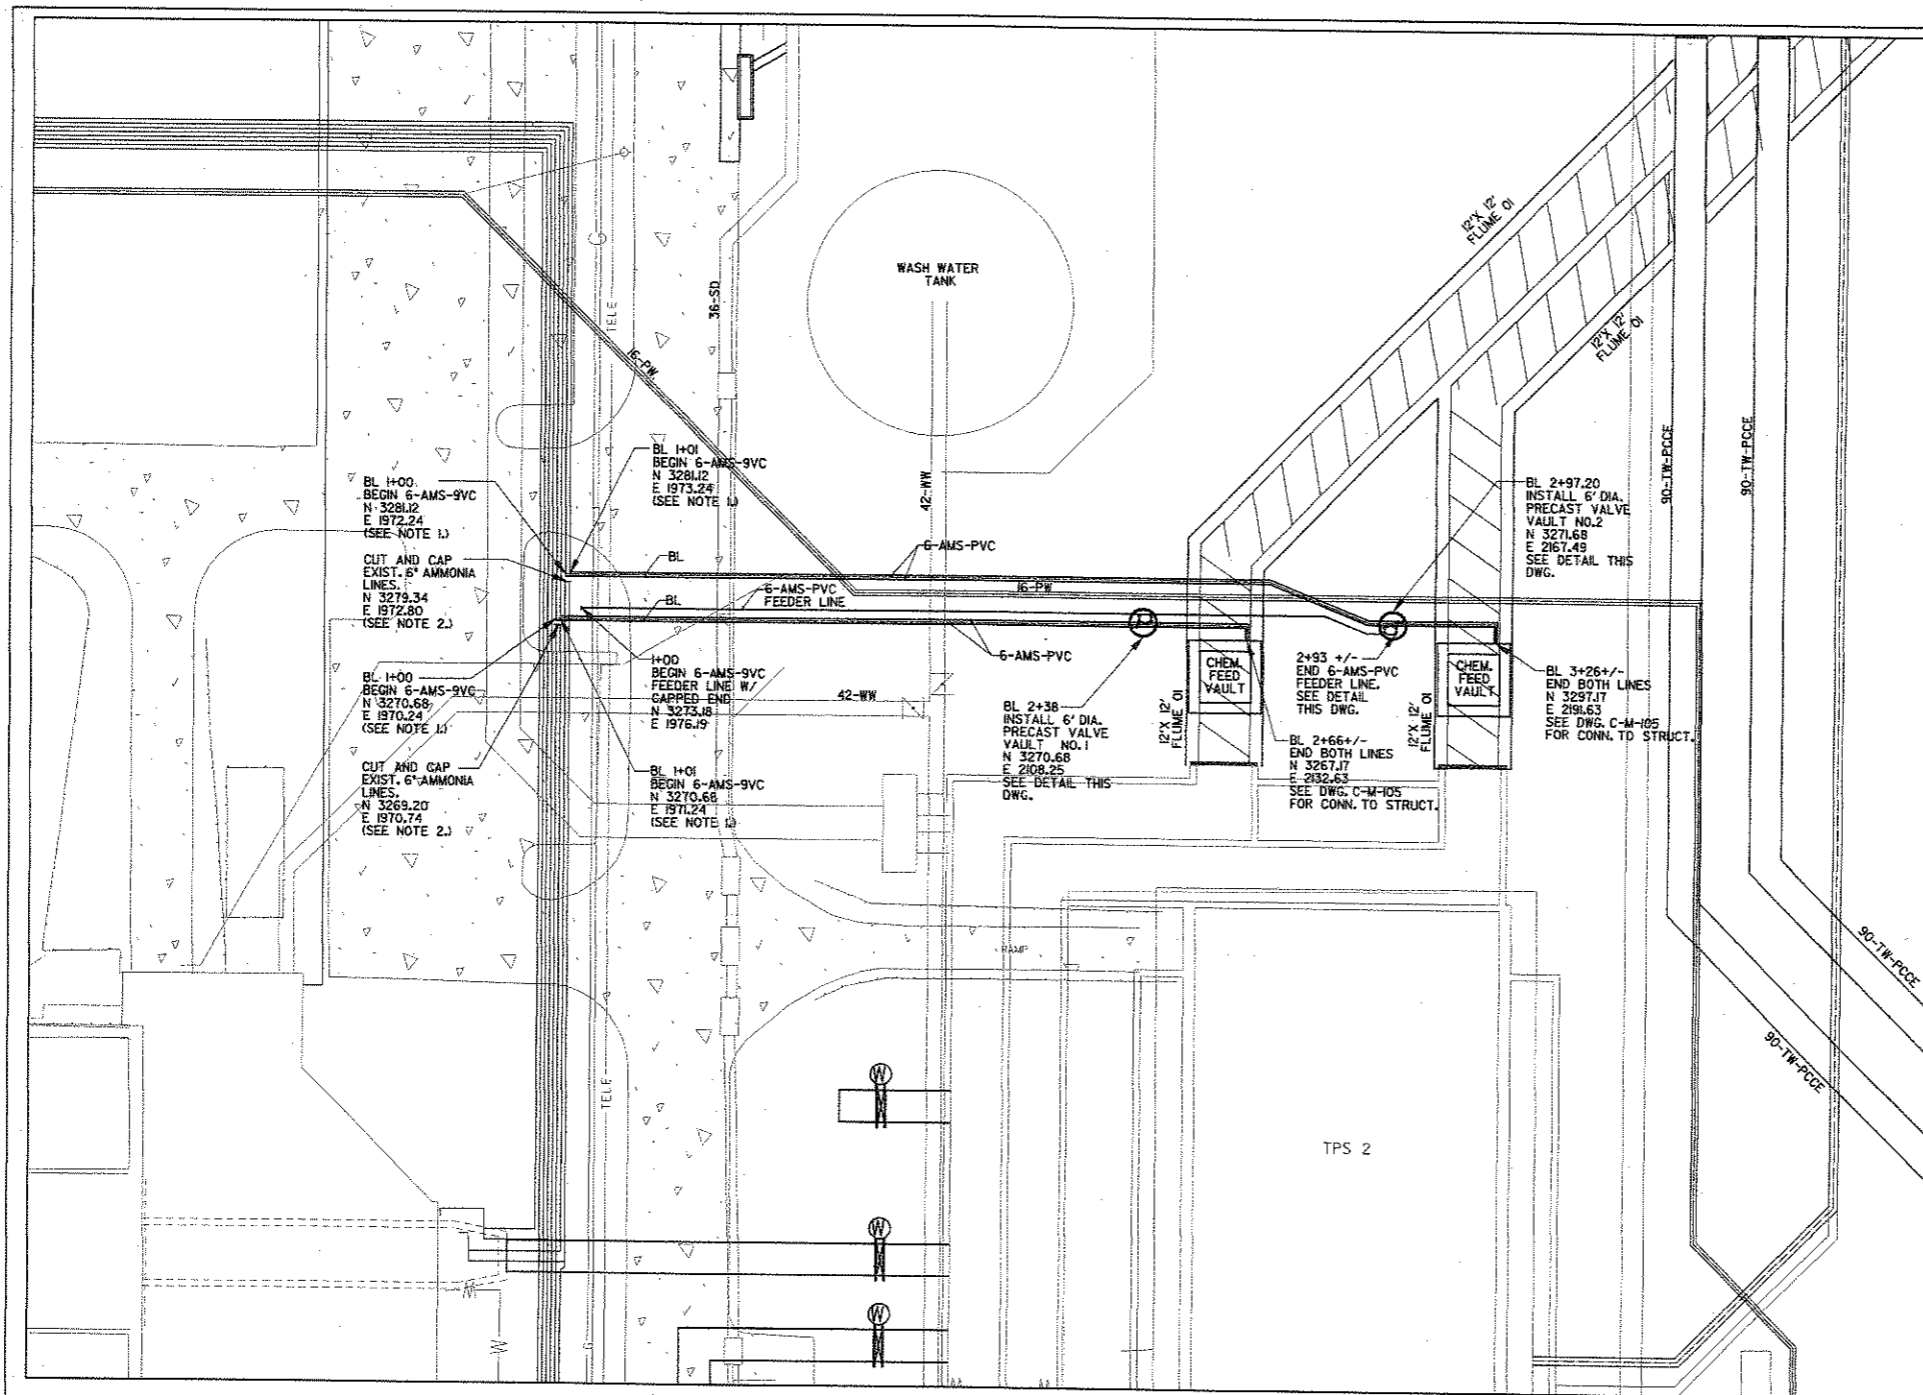 WASH WATER
TANK
12'X 12'
FLUME 01
12'X 12'
FLUME 01
36-SD
TELE
G
16-PW
42-WW
90-TW-PCCE
90-TW-PCCE
BL 1+01
BEGIN 6-AMS-9VC
N 3281.12
E 1973.24
(SEE NOTE 1.)
BL 1+00
BEGIN 6-AMS-9VC
N 3281.12
E 1972.24
(SEE NOTE 1.)
CUT AND CAP
EXIST. 6" AMMONIA
LINES.
N 3279.34
E 1972.80
(SEE NOTE 2.)
BL
6-AMS-PVC
BL 2+97.20
INSTALL 6' DIA.
PRECAST VALVE
VAULT NO.2
N 3271.68
E 2167.49
SEE DETAIL THIS
DWG.
6-AMS-PVC
FEEDER LINE
16-PW
BL
6-AMS-PVC
BL 1+00
BEGIN 6-AMS-9VC
N 3270.68
E 1970.24
(SEE NOTE 1.)
1+00
BEGIN 6-AMS-9VC
FEEDER LINE W/
CAPPED END
N 3273.18
E 1976.19
42-WW
CUT AND CAP
EXIST. 6" AMMONIA
LINES.
N 3269.20
E 1970.74
(SEE NOTE 2.)
BL 1+01
BEGIN 6-AMS-9VC
N 3270.68
E 1971.24
(SEE NOTE 1.)
BL 2+38
INSTALL 6' DIA.
PRECAST VALVE
VAULT NO.1
N 3270.68
E 2108.25
SEE DETAIL THIS
DWG.
CHEM.
FEED
VAULT
12'X 12'
FLUME 01
2+93 +/-
END 6-AMS-PVC
FEEDER LINE.
SEE DETAIL
THIS DWG.
BL 2+66+/-
END BOTH LINES
N 3267.17
E 2132.63
SEE DWG. C-M-105
FOR CONN. TO STRUCT.
CHEM.
FEED
VAULT
12'X 12'
FLUME 01
BL 3+26+/-
END BOTH LINES
N 3297.17
E 2191.63
SEE DWG. C-M-105
FOR CONN. TO STRUCT.
RAMP
90-TW-PCCE
90-TW-PCCE
TELE
W
TPS 2
W
W
W
W
G